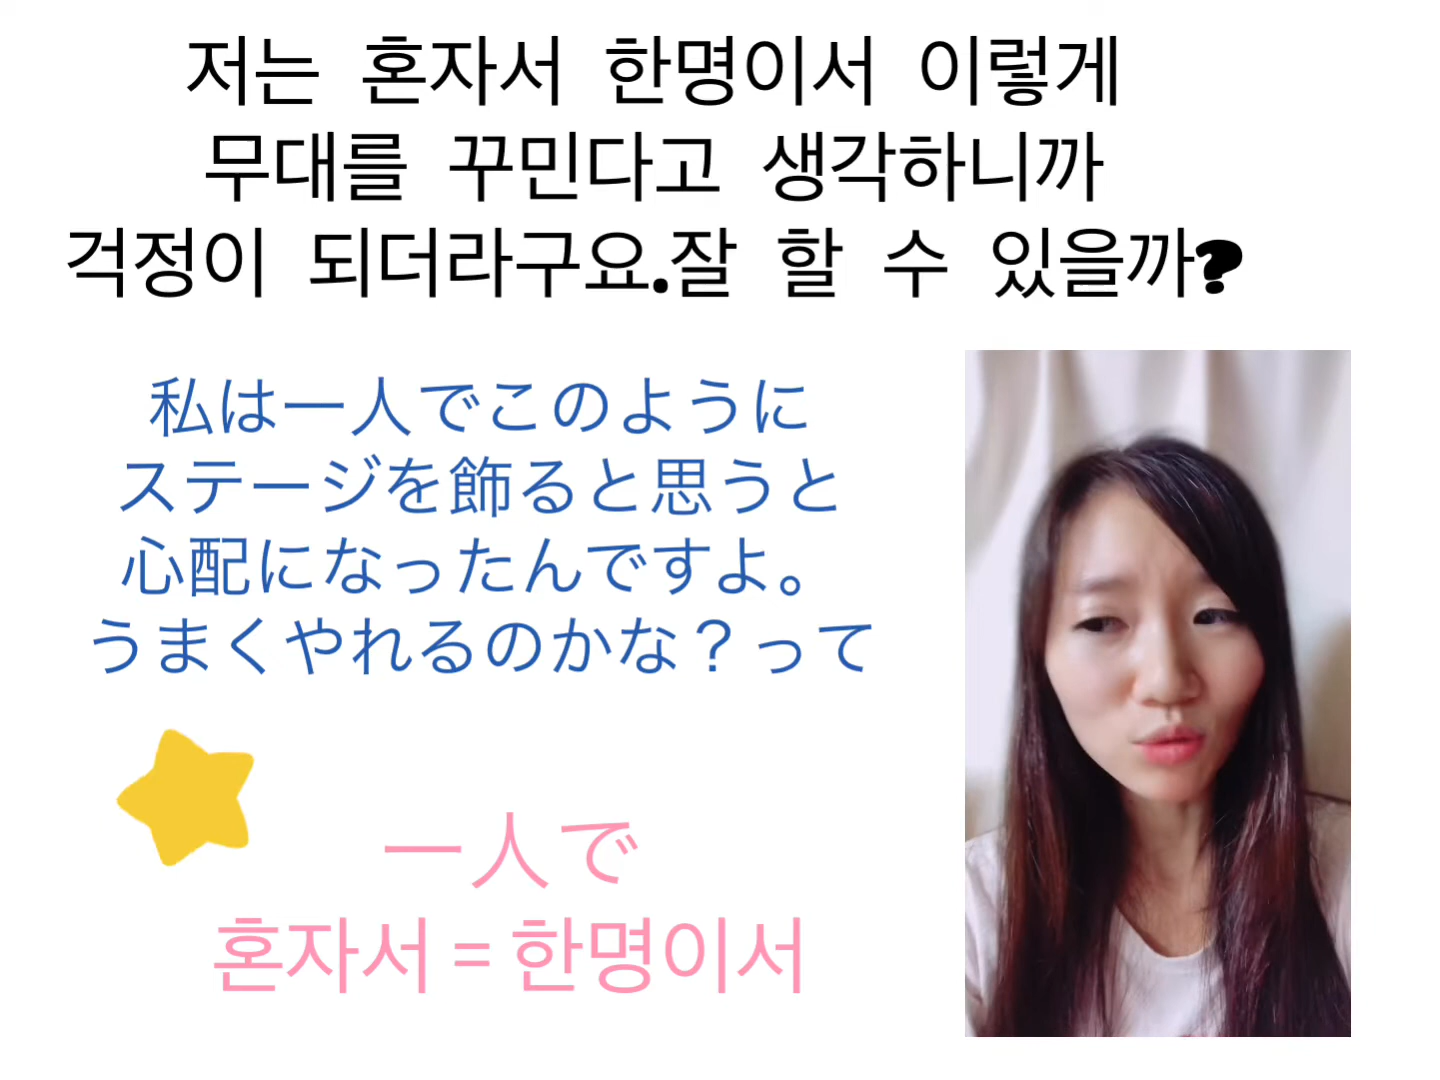 저는 혼자서 한명이서 이렇게
무대를 꾸민다고 생각하니까
걱정이 되더라구요.잘 할 수 있을까?
私は一人でこのように
ステージを飾ると思うと
心配になったんですよ。
うまくやれるのかな？って
一人で
혼자서 = 한명이서